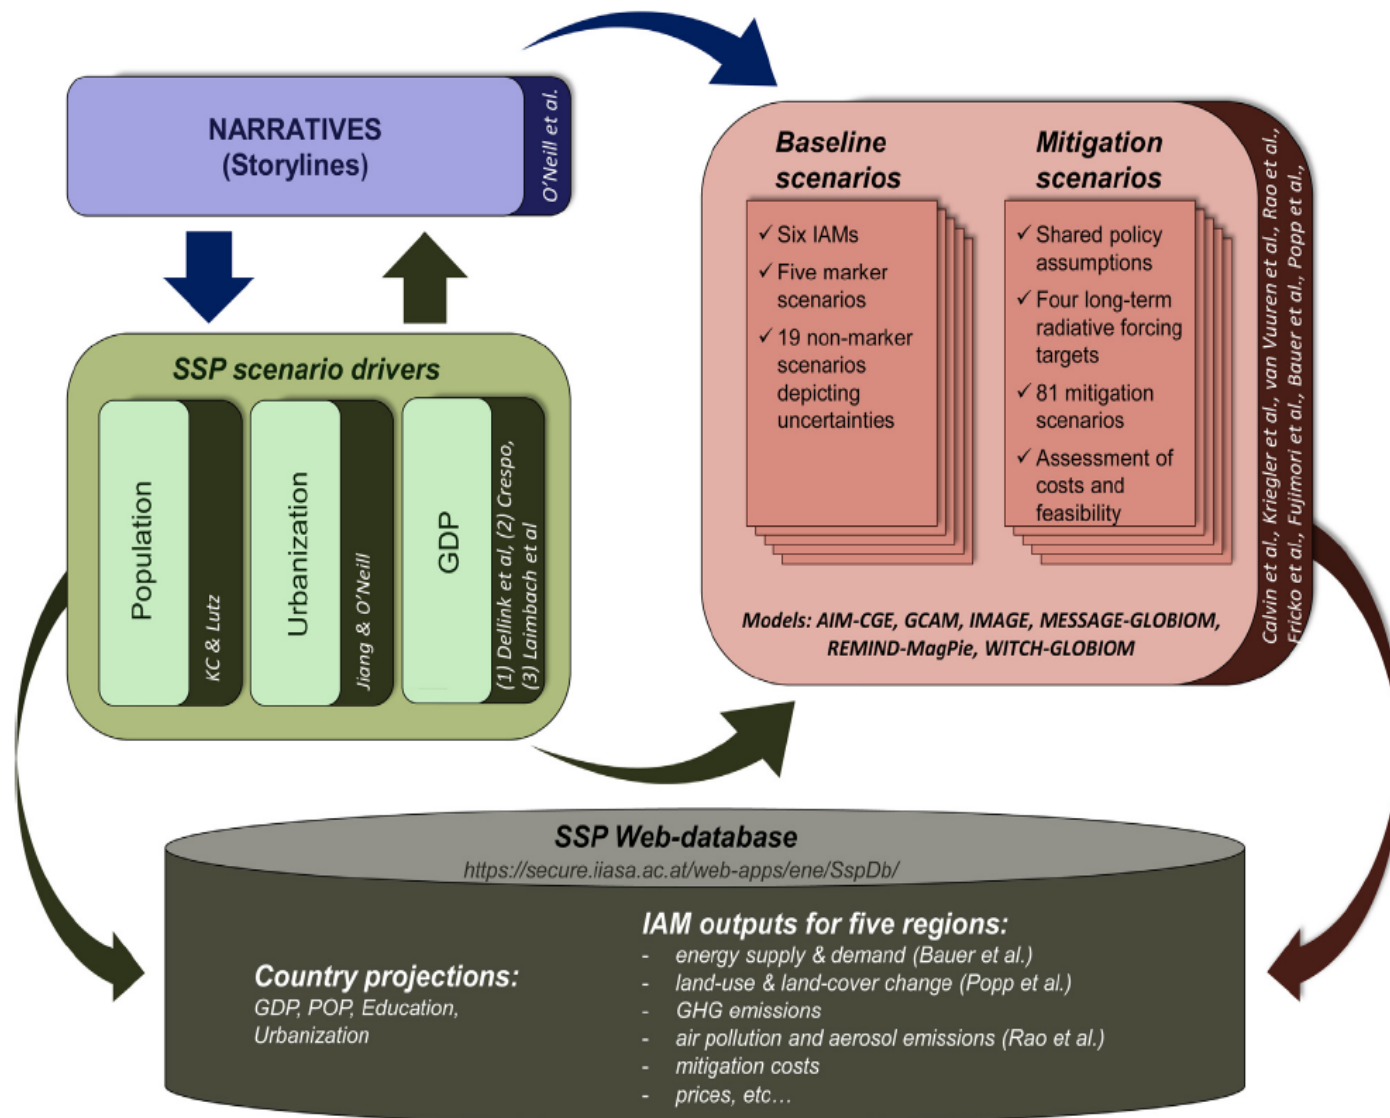 NARRATIVES
(Storylines)
O'Neill et al.
SSP scenario drivers
Population
KC & Lutz
Urbanization
Jiang & O'Neill
GDP
(1) Dellink et al, (2) Crespo,
(3) Laimbach et al
Baseline
scenarios
✓ Six IAMs
✓ Five marker
scenarios
✓ 19 non-marker
scenarios
depicting
uncertainties
Mitigation
scenarios
✓ Shared policy
assumptions
✓ Four long-term
radiative forcing
targets
✓ 81 mitigation
scenarios
✓ Assessment of
costs and
feasibility
Models: AIM-CGE, GCAM, IMAGE, MESSAGE-GLOBIOM,
REMIND-MagPie, WITCH-GLOBIOM
Calvin et al., Kriegler et al., van Vuuren et al., Rao et al.,
Fricko et al., Fujimori et al., Bauer et al., Popp et al.,
SSP Web-database
https://secure.iiasa.ac.at/web-apps/ene/SspDb/
Country projections:
GDP, POP, Education,
Urbanization
IAM outputs for five regions:
- energy supply & demand (Bauer et al.)
- land-use & land-cover change (Popp et al.)
- GHG emissions
- air pollution and aerosol emissions (Rao et al.)
- mitigation costs
- prices, etc…